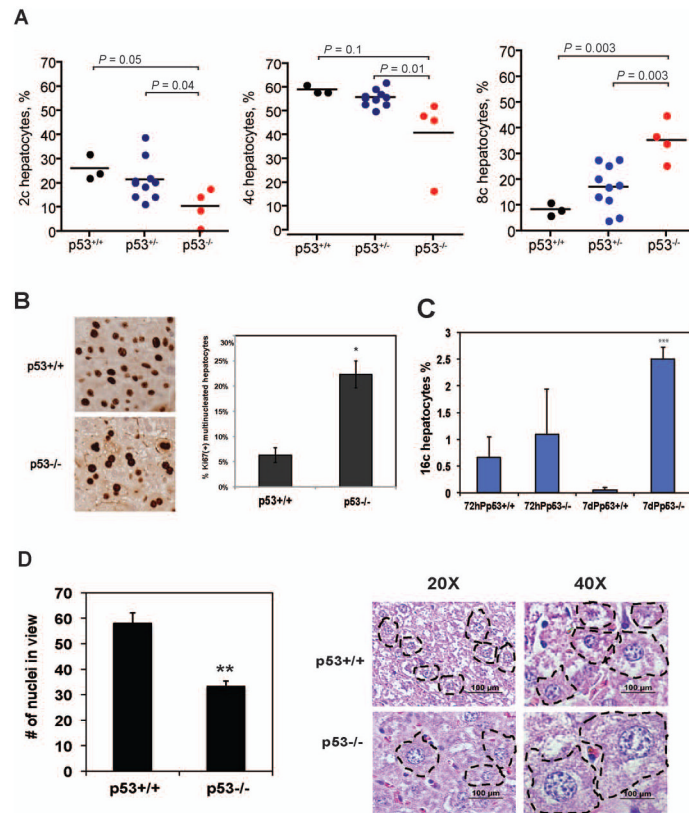 A
P = 0.05
P = 0.04
2c hepatocytes, %
70
60
50
40
30
20
10
0
p53+/+
p53+/-
p53-/-
P = 0.1
P = 0.01
4c hepatocytes, %
70
60
50
40
30
20
10
0
p53+/+
p53+/-
p53-/-
P = 0.003
P = 0.003
8c hepatocytes, %
70
60
50
40
30
20
10
0
p53+/+
p53+/-
p53-/-
B
p53+/+
p53-/-
% Ki67(+) multinucleated hepatocytes
30%
25%
20%
15%
10%
5%
0%
*
p53+/+
p53-/-
C
16c hepatocytes %
3
2.5
2
1.5
1
0.5
0
***
72hPp63+/+
72hPp63-/-
7dPp63+/+
7dPp63-/-
D
# of nuclei in view
70
60
50
40
30
20
10
0
**
p53+/+
p53-/-
20X
40X
p53+/+
100 µm
100 µm
p53-/-
100 µm
100 µm